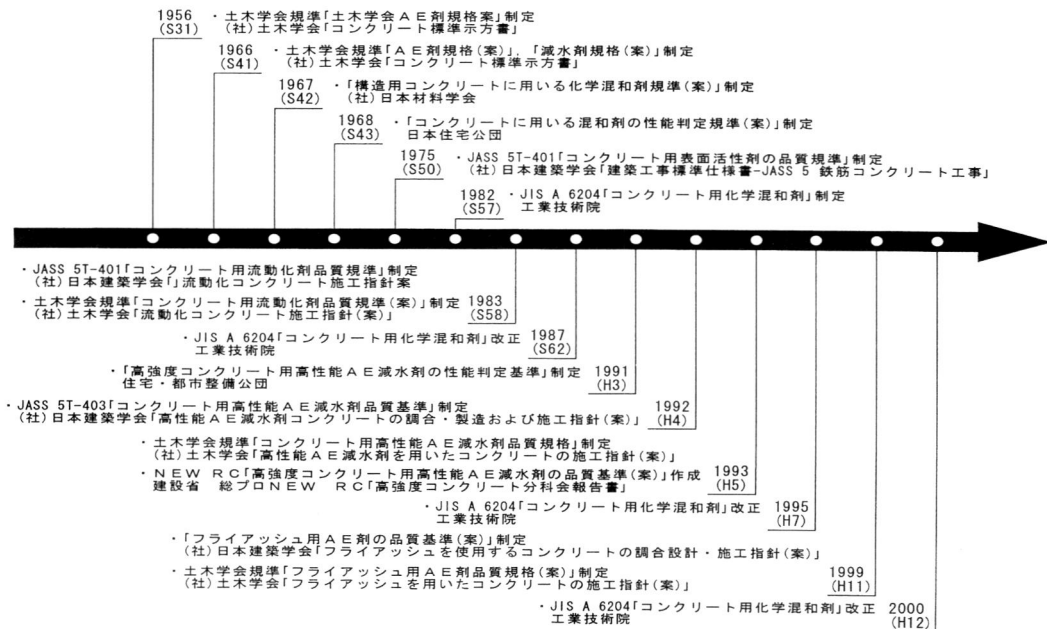 1956 ・土木学会規準「土木学会ＡＥ剤規格案」制定
(S31) (社)土木学会「コンクリート標準示方書」
1966 ・土木学会規準「ＡＥ剤規格(案)」，「減水剤規格(案)」制定
(S41) (社)土木学会「コンクリート標準示方書」
1967 ・「構造用コンクリートに用いる化学混和剤規準(案)」制定
(S42) (社)日本材料学会
1968 ・「コンクリートに用いる混和剤の性能判定規準(案)」制定
(S43) 日本住宅公団
1975 ・JASS 5T-401「コンクリート用表面活性剤の品質規準」制定
(S50) (社)日本建築学会「建築工事標準仕様書-JASS 5 鉄筋コンクリート工事」
1982 ・JIS A 6204「コンクリート用化学混和剤」制定
(S57) 工業技術院
・JASS 5T-401「コンクリート用流動化剤品質規準」制定
(社)日本建築学会「」流動化コンクリート施工指針案
・土木学会規準「コンクリート用流動化剤品質規準(案)」制定 1983
(社)土木学会「流動化コンクリート施工指針(案)」 (S58)
・JIS A 6204「コンクリート用化学混和剤」改正 1987
工業技術院 (S62)
・「高強度コンクリート用高性能ＡＥ減水剤の性能判定基準」制定 1991
住宅・都市整備公団 (H3)
・JASS 5T-403「コンクリート用高性能ＡＥ減水剤品質基準」制定 1992
(社)日本建築学会「高性能ＡＥ減水剤コンクリートの調合・製造および施工指針(案)」 (H4)
・土木学会規準「コンクリート用高性能ＡＥ減水剤品質規格」制定
(社)土木学会「高性能ＡＥ減水剤を用いたコンクリートの施工指針(案)」
・ＮＥＷ ＲＣ「高強度コンクリート用高性能ＡＥ減水剤の品質基準(案)」作成 1993
建設省 総プロＮＥＷ ＲＣ「高強度コンクリート分科会報告書」 (H5)
・JIS A 6204「コンクリート用化学混和剤」改正 1995
工業技術院 (H7)
・「フライアッシュ用ＡＥ剤の品質基準(案)」制定
(社)日本建築学会「フライアッシュを使用するコンクリートの調合設計・施工指針(案)」
・土木学会規準「フライアッシュ用ＡＥ剤品質規格(案)」制定 1999
(社)土木学会「フライアッシュを用いたコンクリートの施工指針(案)」 (H11)
・JIS A 6204「コンクリート用化学混和剤」改正 2000
工業技術院 (H12)